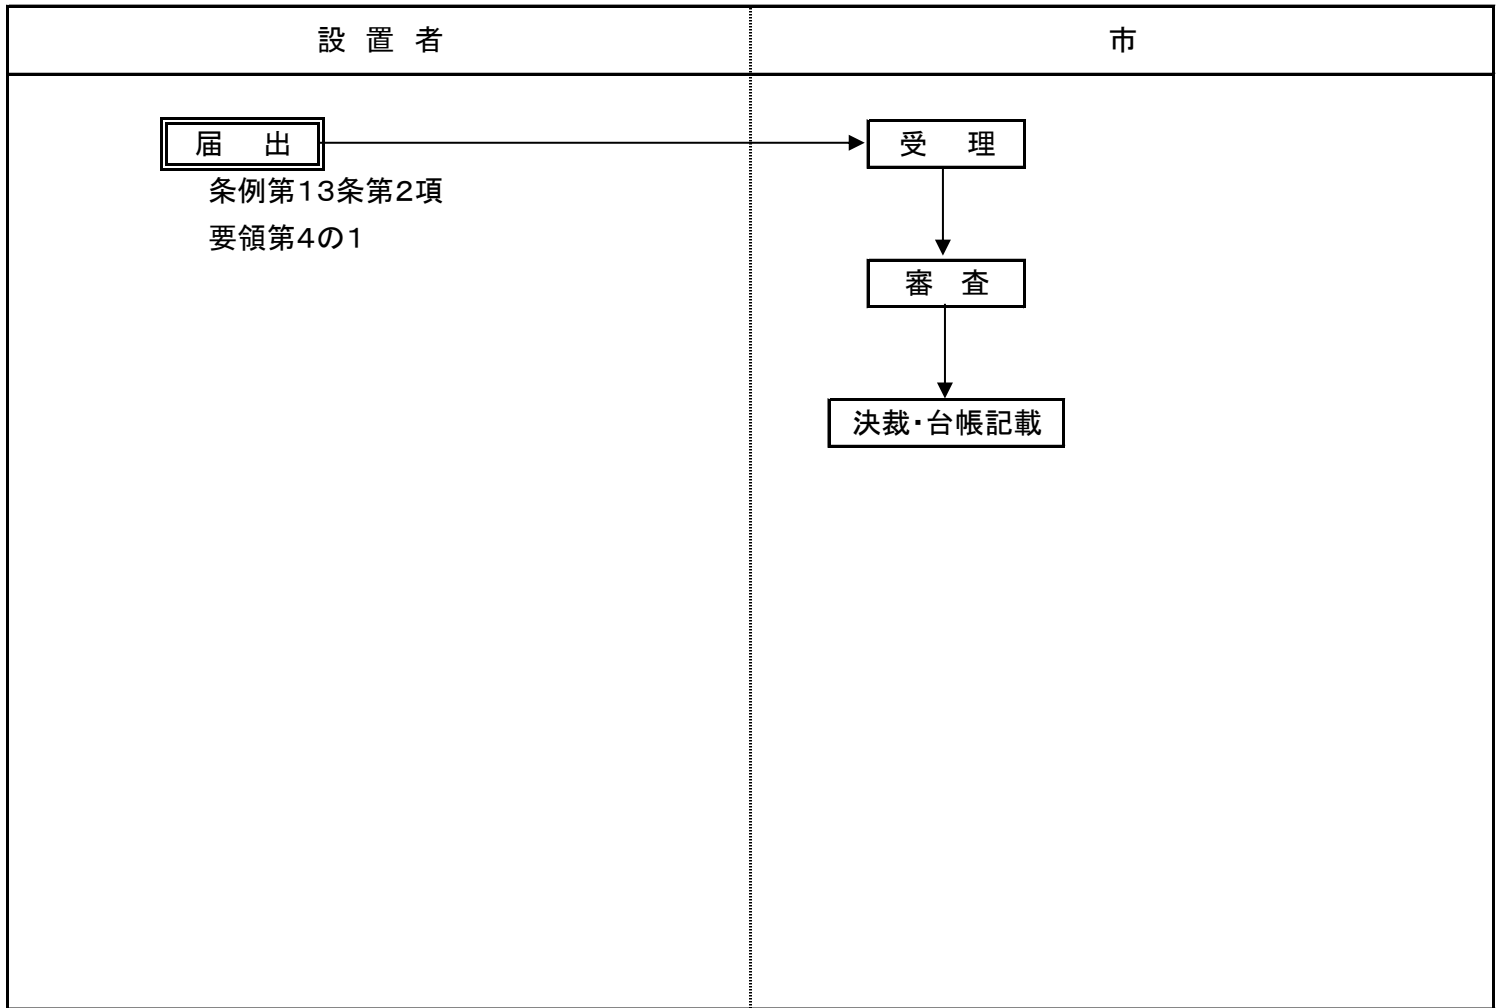 設 置 者
市
届 出
受 理
条例第13条第2項
要領第4の1
審 査
決裁・台帳記載